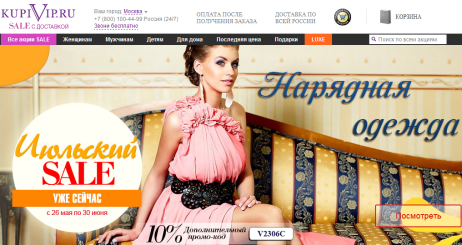 KUPIVIP.RU
SALE с доставкой
Ваш город: Москва
+7 (800) 100-44-99 Россия (24/7)
Звони бесплатно
ОПЛАТА ПОСЛЕ
ПОЛУЧЕНИЯ ЗАКАЗА
ДОСТАВКА ПО
ВСЕЙ РОССИИ
КОРЗИНА
Все акции SALE
Женщинам
Мужчинам
Детям
Для дома
Последняя цена
Подарки
LUXE
Поиск по всем акциям
Нарядная
одежда
Июльский
SALE
УЖЕ СЕЙЧАС
с 26 мая по 30 июня
10% Дополнительный
промо-код
V2306C
Посмотреть